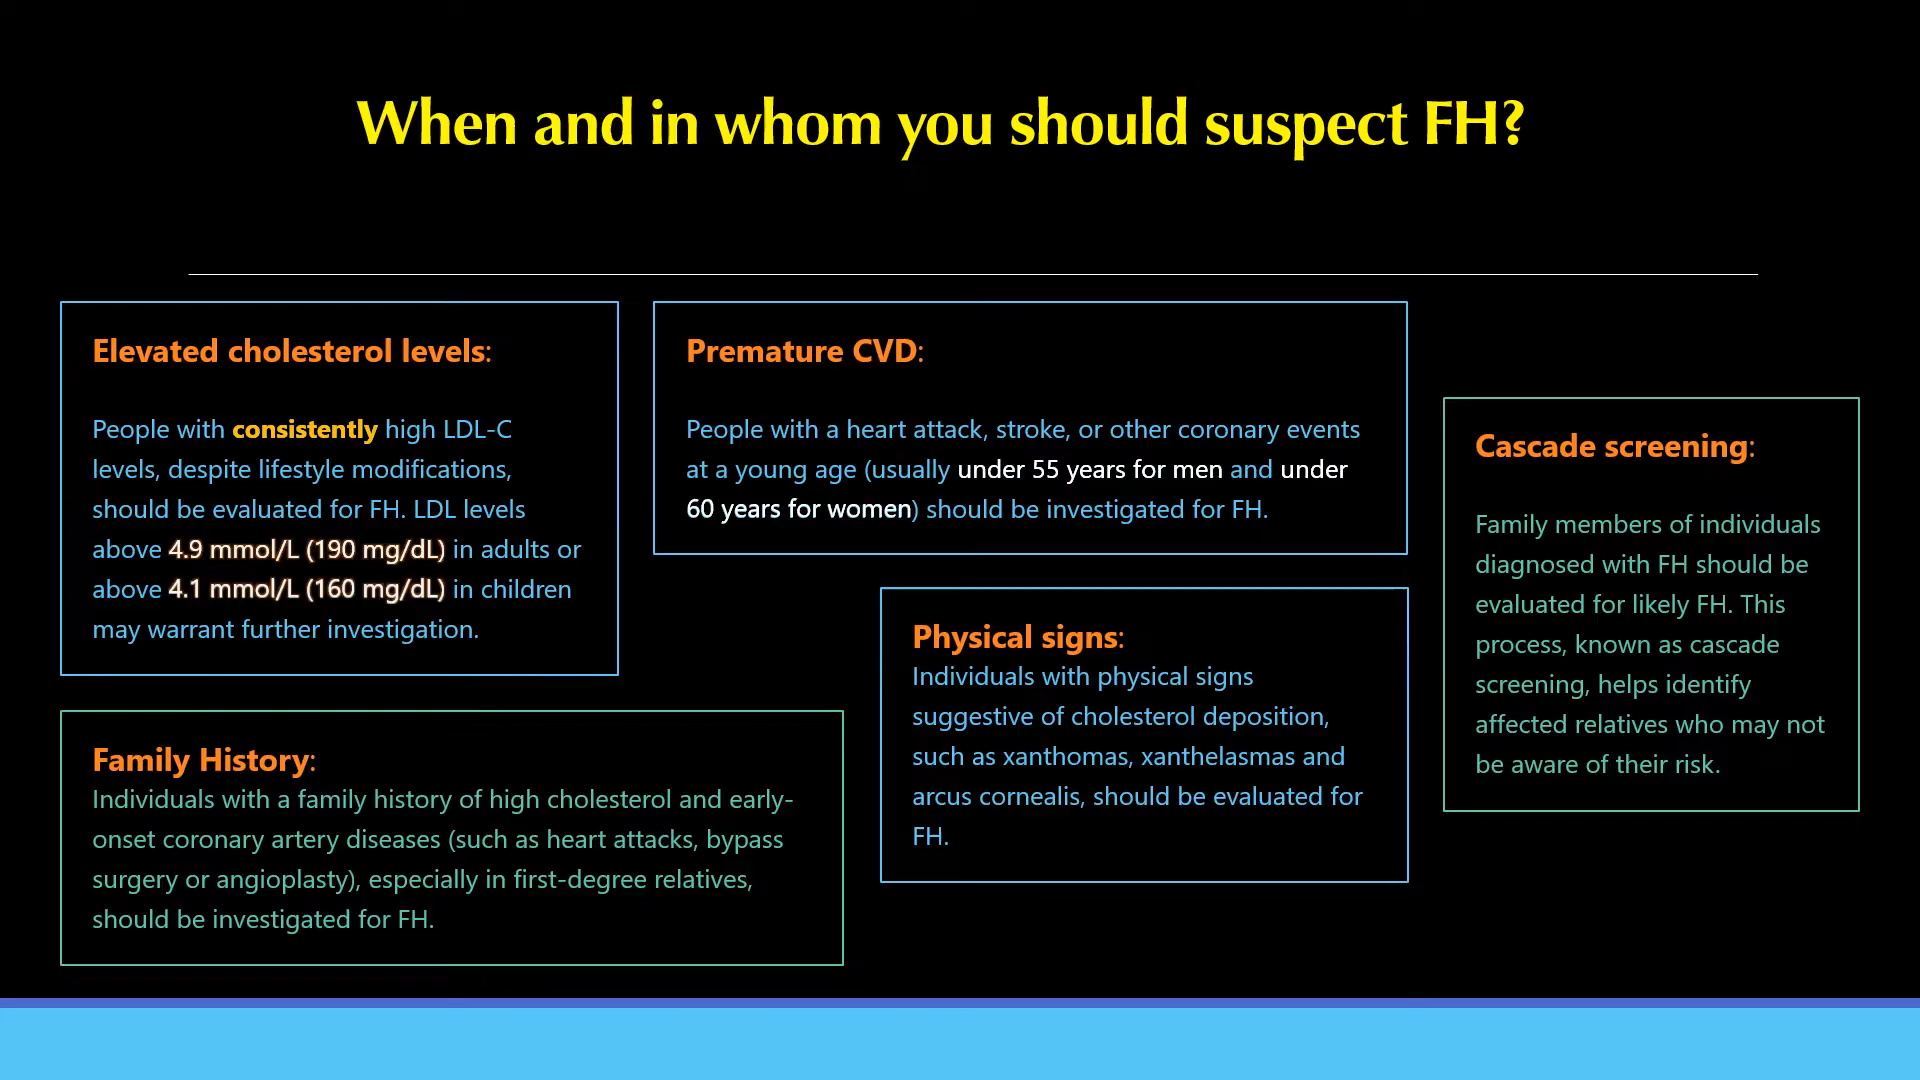 When and in whom you should suspect FH?
Elevated cholesterol levels:
People with consistently high LDL-C
levels, despite lifestyle modifications,
should be evaluated for FH. LDL levels
above 4.9 mmol/L (190 mg/dL) in adults or
above 4.1 mmol/L (160 mg/dL) in children
may warrant further investigation.
Premature CVD:
People with a heart attack, stroke, or other coronary events
at a young age (usually under 55 years for men and under
60 years for women) should be investigated for FH.
Family History:
Individuals with a family history of high cholesterol and early-
onset coronary artery diseases (such as heart attacks, bypass
surgery or angioplasty), especially in first-degree relatives,
should be investigated for FH.
Physical signs:
Individuals with physical signs
suggestive of cholesterol deposition,
such as xanthomas, xanthelasmas and
arcus cornealis, should be evaluated for
FH.
Cascade screening:
Family members of individuals
diagnosed with FH should be
evaluated for likely FH. This
process, known as cascade
screening, helps identify
affected relatives who may not
be aware of their risk.